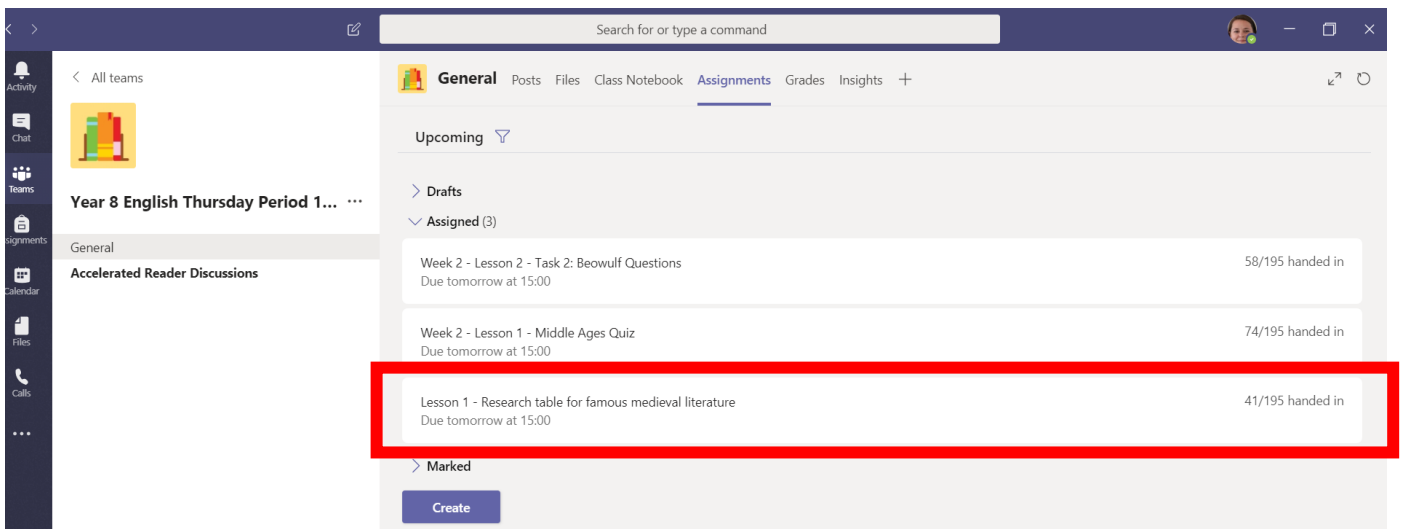 Search for or type a command
Activity
Chat
Teams
signments
Calendar
Files
Calls
All teams
Year 8 English Thursday Period 1... ...
General
Accelerated Reader Discussions
General Posts Files Class Notebook Assignments Grades Insights +
Upcoming
Drafts
Assigned (3)
Week 2 - Lesson 2 - Task 2: Beowulf Questions 58/195 handed in
Due tomorrow at 15:00
Week 2 - Lesson 1 - Middle Ages Quiz 74/195 handed in
Due tomorrow at 15:00
Lesson 1 - Research table for famous medieval literature 41/195 handed in
Due tomorrow at 15:00
Marked
Create